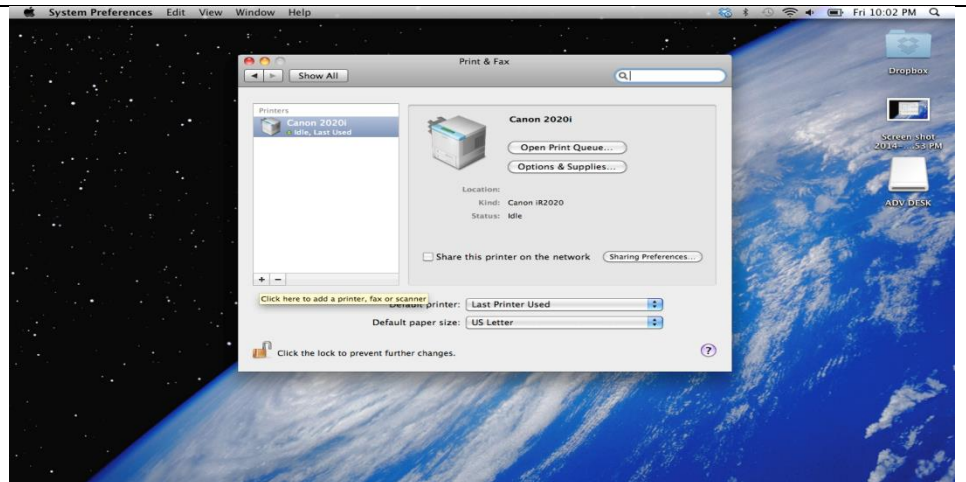 System Preferences Edit View Window Help Fri 10:02 PM
Print & Fax
Show All
Dropbox
Printers
Canon 2020i
Idle, Last Used
Canon 2020i
Open Print Queue...
Options & Supplies...
Screen shot
2014-. .53 PM
Location:
Kind: Canon iR2020
Status: Idle
ADV DESK
Share this printer on the network Sharing Preferences...
+ −
Click here to add a printer, fax or scanner
Default printer: Last Printer Used
Default paper size: US Letter
Click the lock to prevent further changes. ?